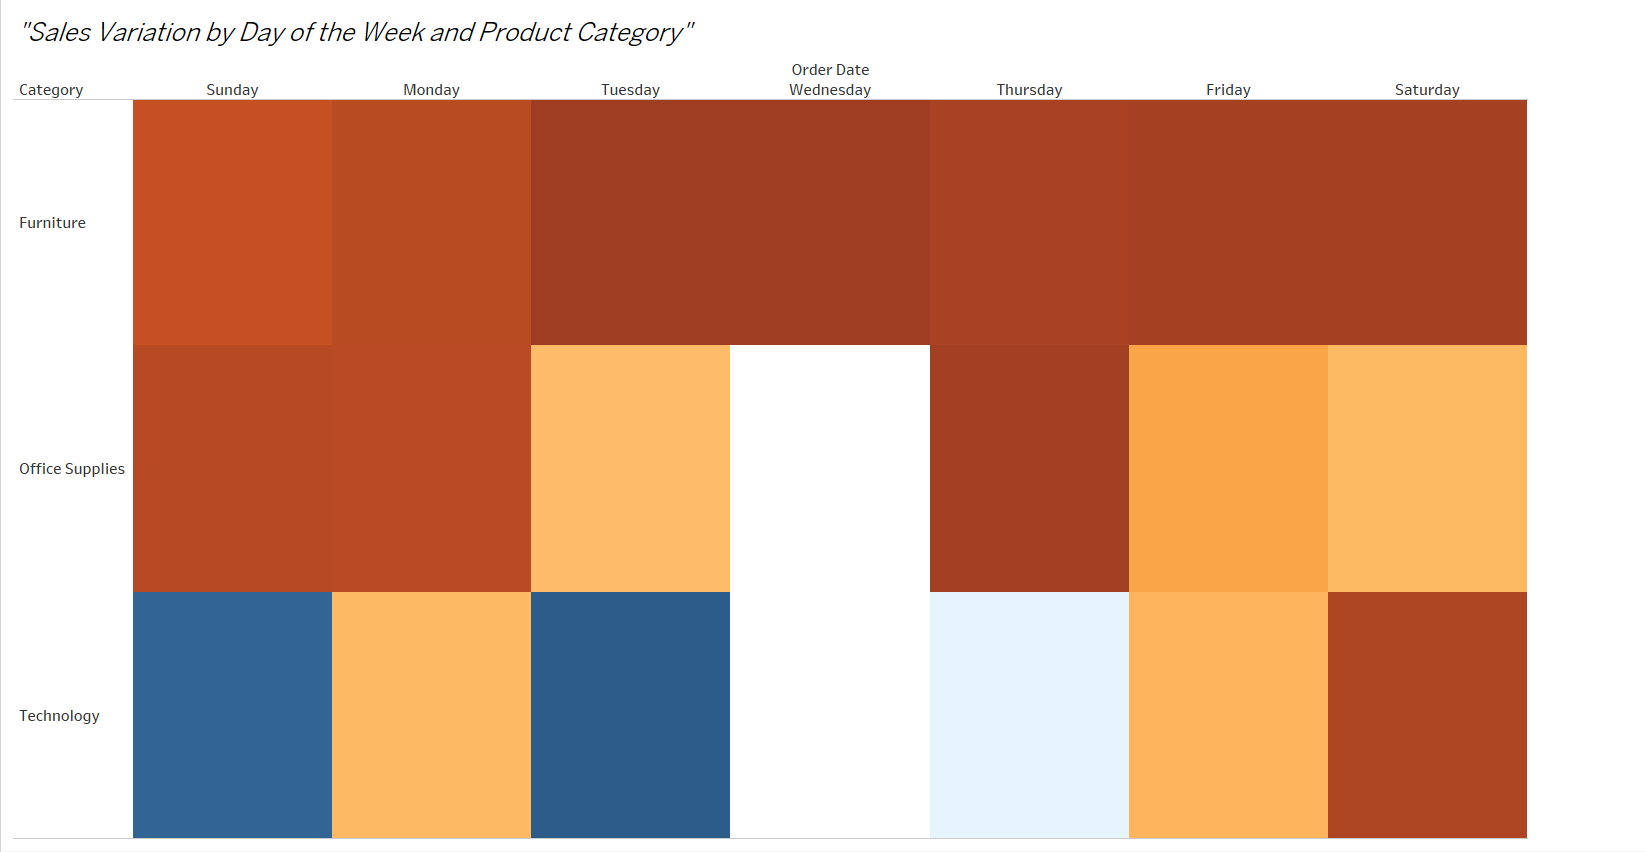 "Sales Variation by Day of the Week and Product Category"
Order Date
Category Sunday Monday Tuesday Wednesday Thursday Friday Saturday
Furniture
Office Supplies
Technology